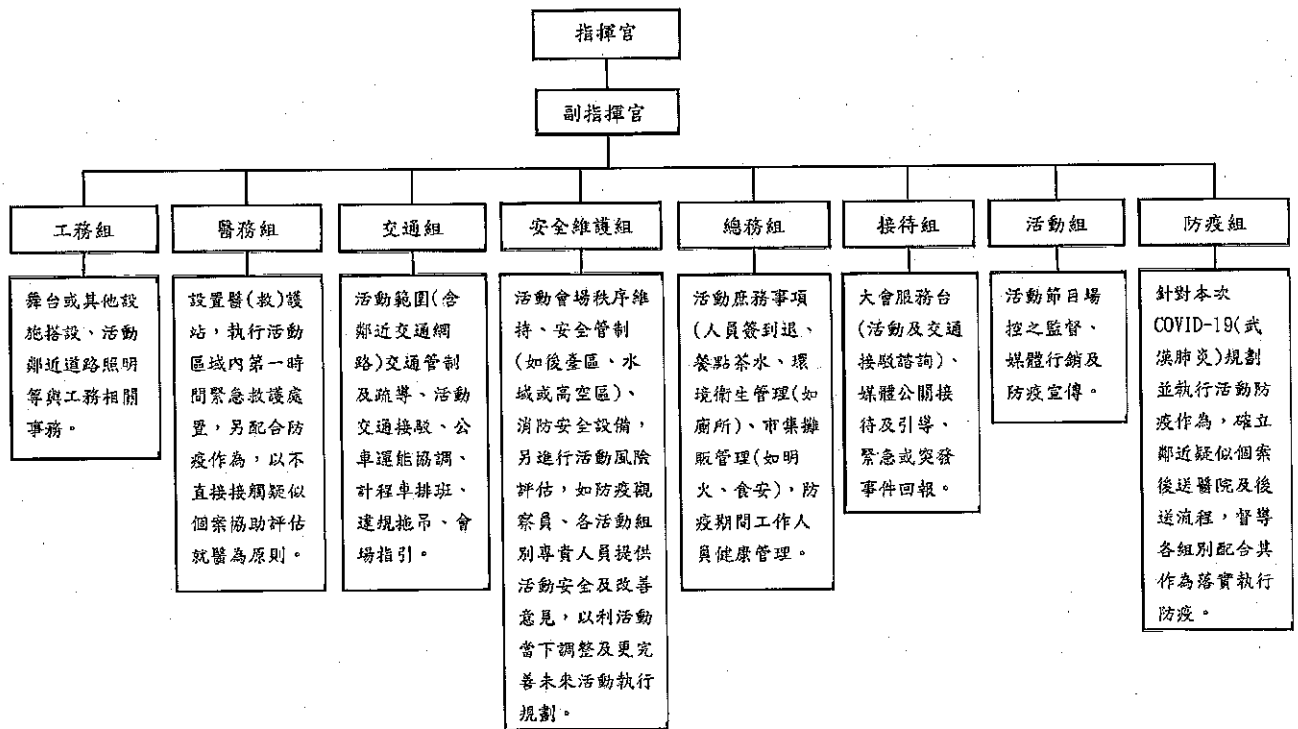 指揮官
副指揮官
工務組
醫務組
交通組
安全維護組
總務組
接待組
活動組
防疫組
舞台或其他設
施搭設、活動
鄰近道路照明
等與工務相關
事務。
設置醫(救)護
站，執行活動
區域內第一時
間緊急救護處
置，另配合防
疫作為，以不
直接接觸疑似
個案協助評估
就醫為原則。
活動範圍(含
鄰近交通網
路)交通管制
及疏導、活動
交通接駁、公
車運能協調、
計程車排班、
違規拖吊、會
場指引。
活動會場秩序維
持、安全管制
(如後臺區、水
域或高空區)、
消防安全設備，
另進行活動風險
評估，如防疫觀
察員、各活動組
別專責人員提供
活動安全及改善
意見，以利活動
當下調整及更完
善未來活動執行
規劃。
活動庶務事項
(人員簽到退、
餐點茶水、環
境衛生管理(如
廁所)、市集攤
販管理(如明
火、食安)，防
疫期間工作人
員健康管理。
大會服務台
(活動及交通
接駁諮詢)、
媒體公關接
待及引導、
緊急或突發
事件回報。
活動節目場
控之監督、
媒體行銷及
防疫宣傳。
針對本次
COVID-19(武
漢肺炎)規劃
並執行活動防
疫作為，確立
鄰近疑似個案
後送醫院及後
送流程，督導
各組別配合其
作為落實執行
防疫。